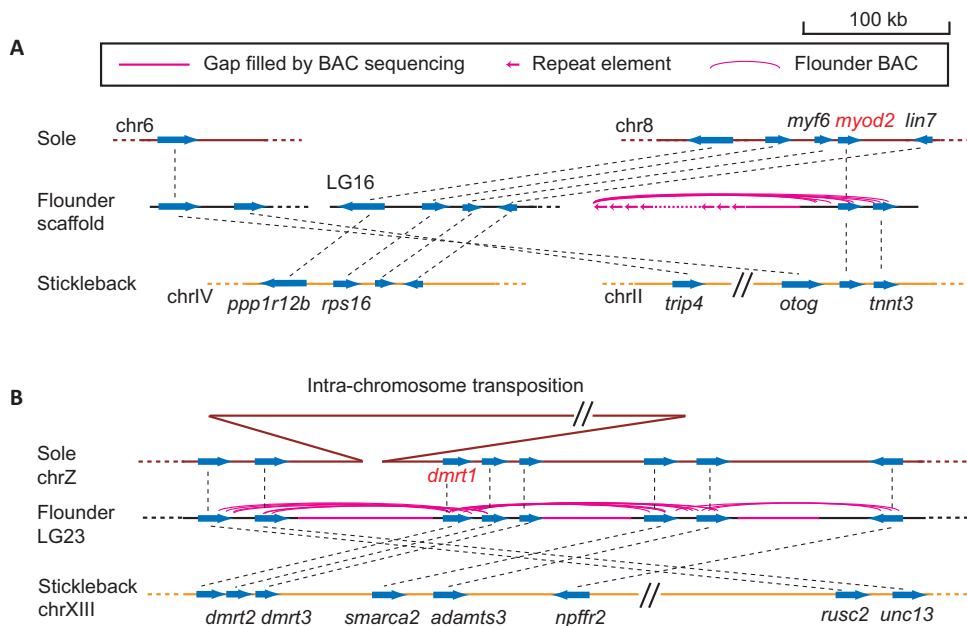 100 kb
A
Gap filled by BAC sequencing Repeat element Flounder BAC
chr6 chr8 myf6 myod2 lin7
Sole
LG16
Flounder
scaffold
Stickleback
chrIV chrII
ppp1r12b rps16 trip4 otog tnnt3
Intra-chromosome transposition
B
Sole
chrZ
dmrt1
Flounder
LG23
Stickleback
chrXIII
dmrt2 dmrt3 smarca2 adamts3 npffr2 rusc2 unc13